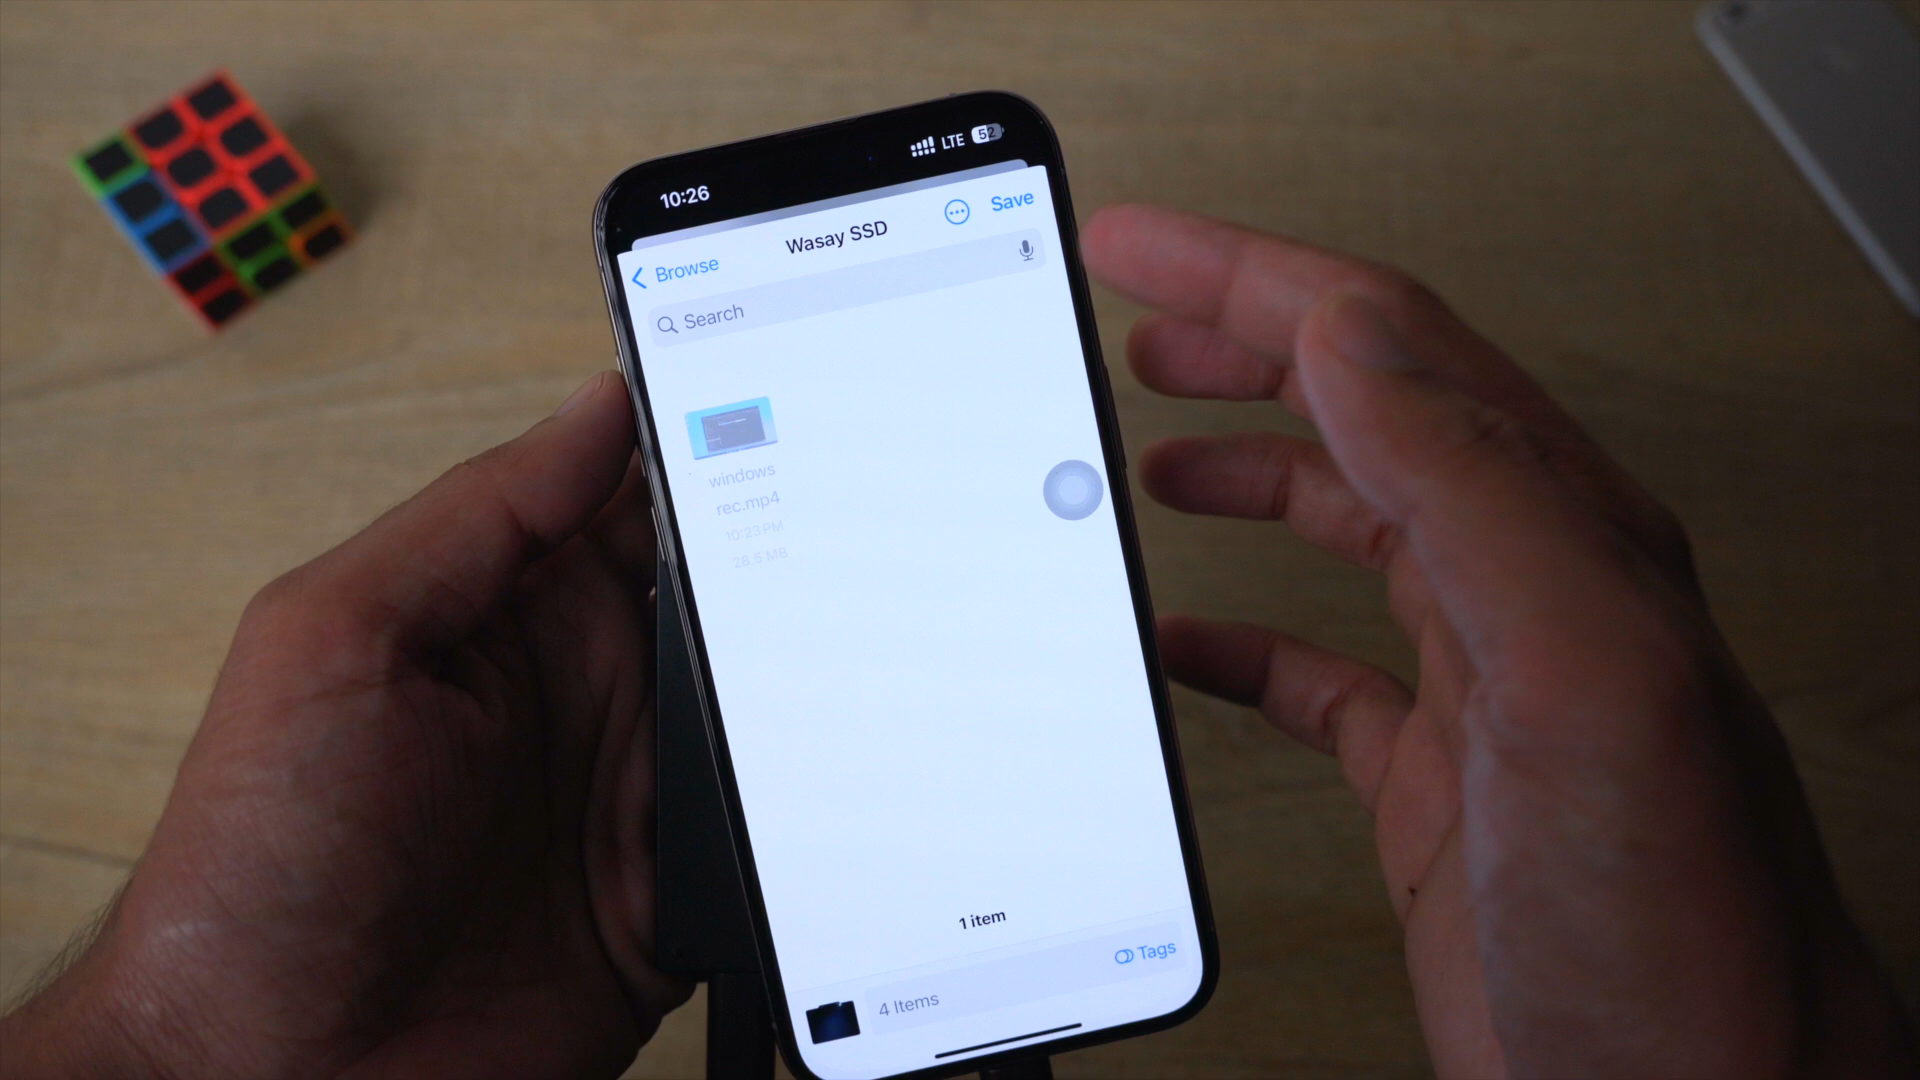 10:26
LTE 52
Save
Wasay SSD
Browse
Search
windows
rec.mp4
10:23 PM
28.5 MB
1 item
Tags
4 Items